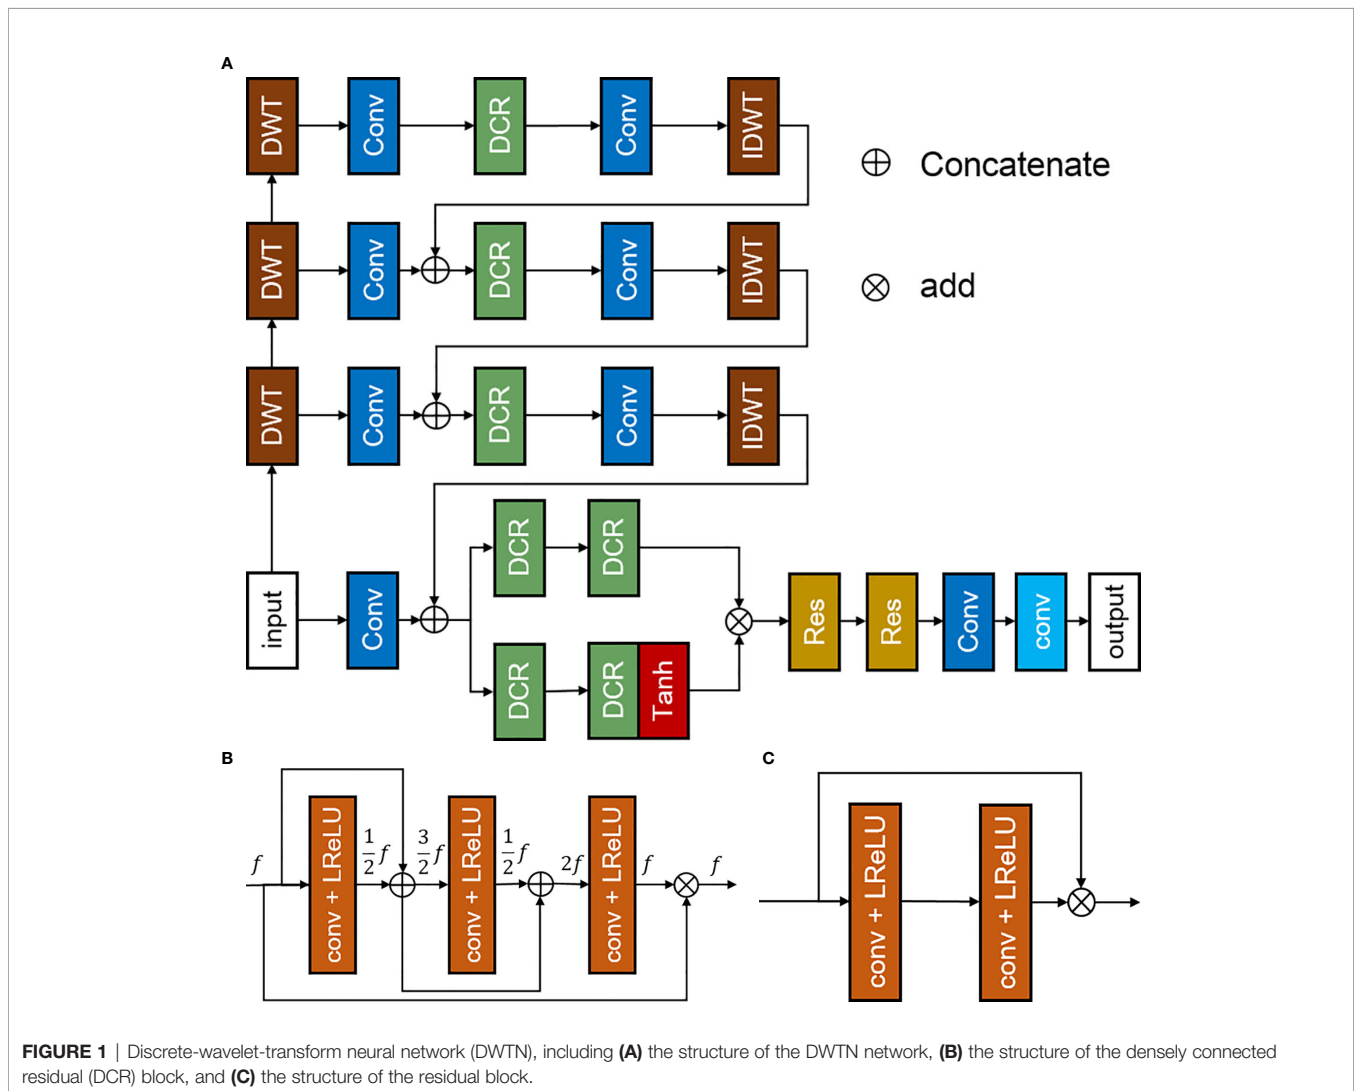 A
DWT Conv DCR Conv IDWT
Concatenate
DWT Conv DCR Conv IDWT
add
DWT Conv DCR Conv IDWT
DCR DCR
input Conv Res Res Conv conv output
DCR DCR Tanh
B
f conv + LReLU 1/2 f 3/2 f conv + LReLU 1/2 f 2f conv + LReLU f f
C
conv + LReLU conv + LReLU
FIGURE 1 | Discrete-wavelet-transform neural network (DWTN), including (A) the structure of the DWTN network, (B) the structure of the densely connected
residual (DCR) block, and (C) the structure of the residual block.